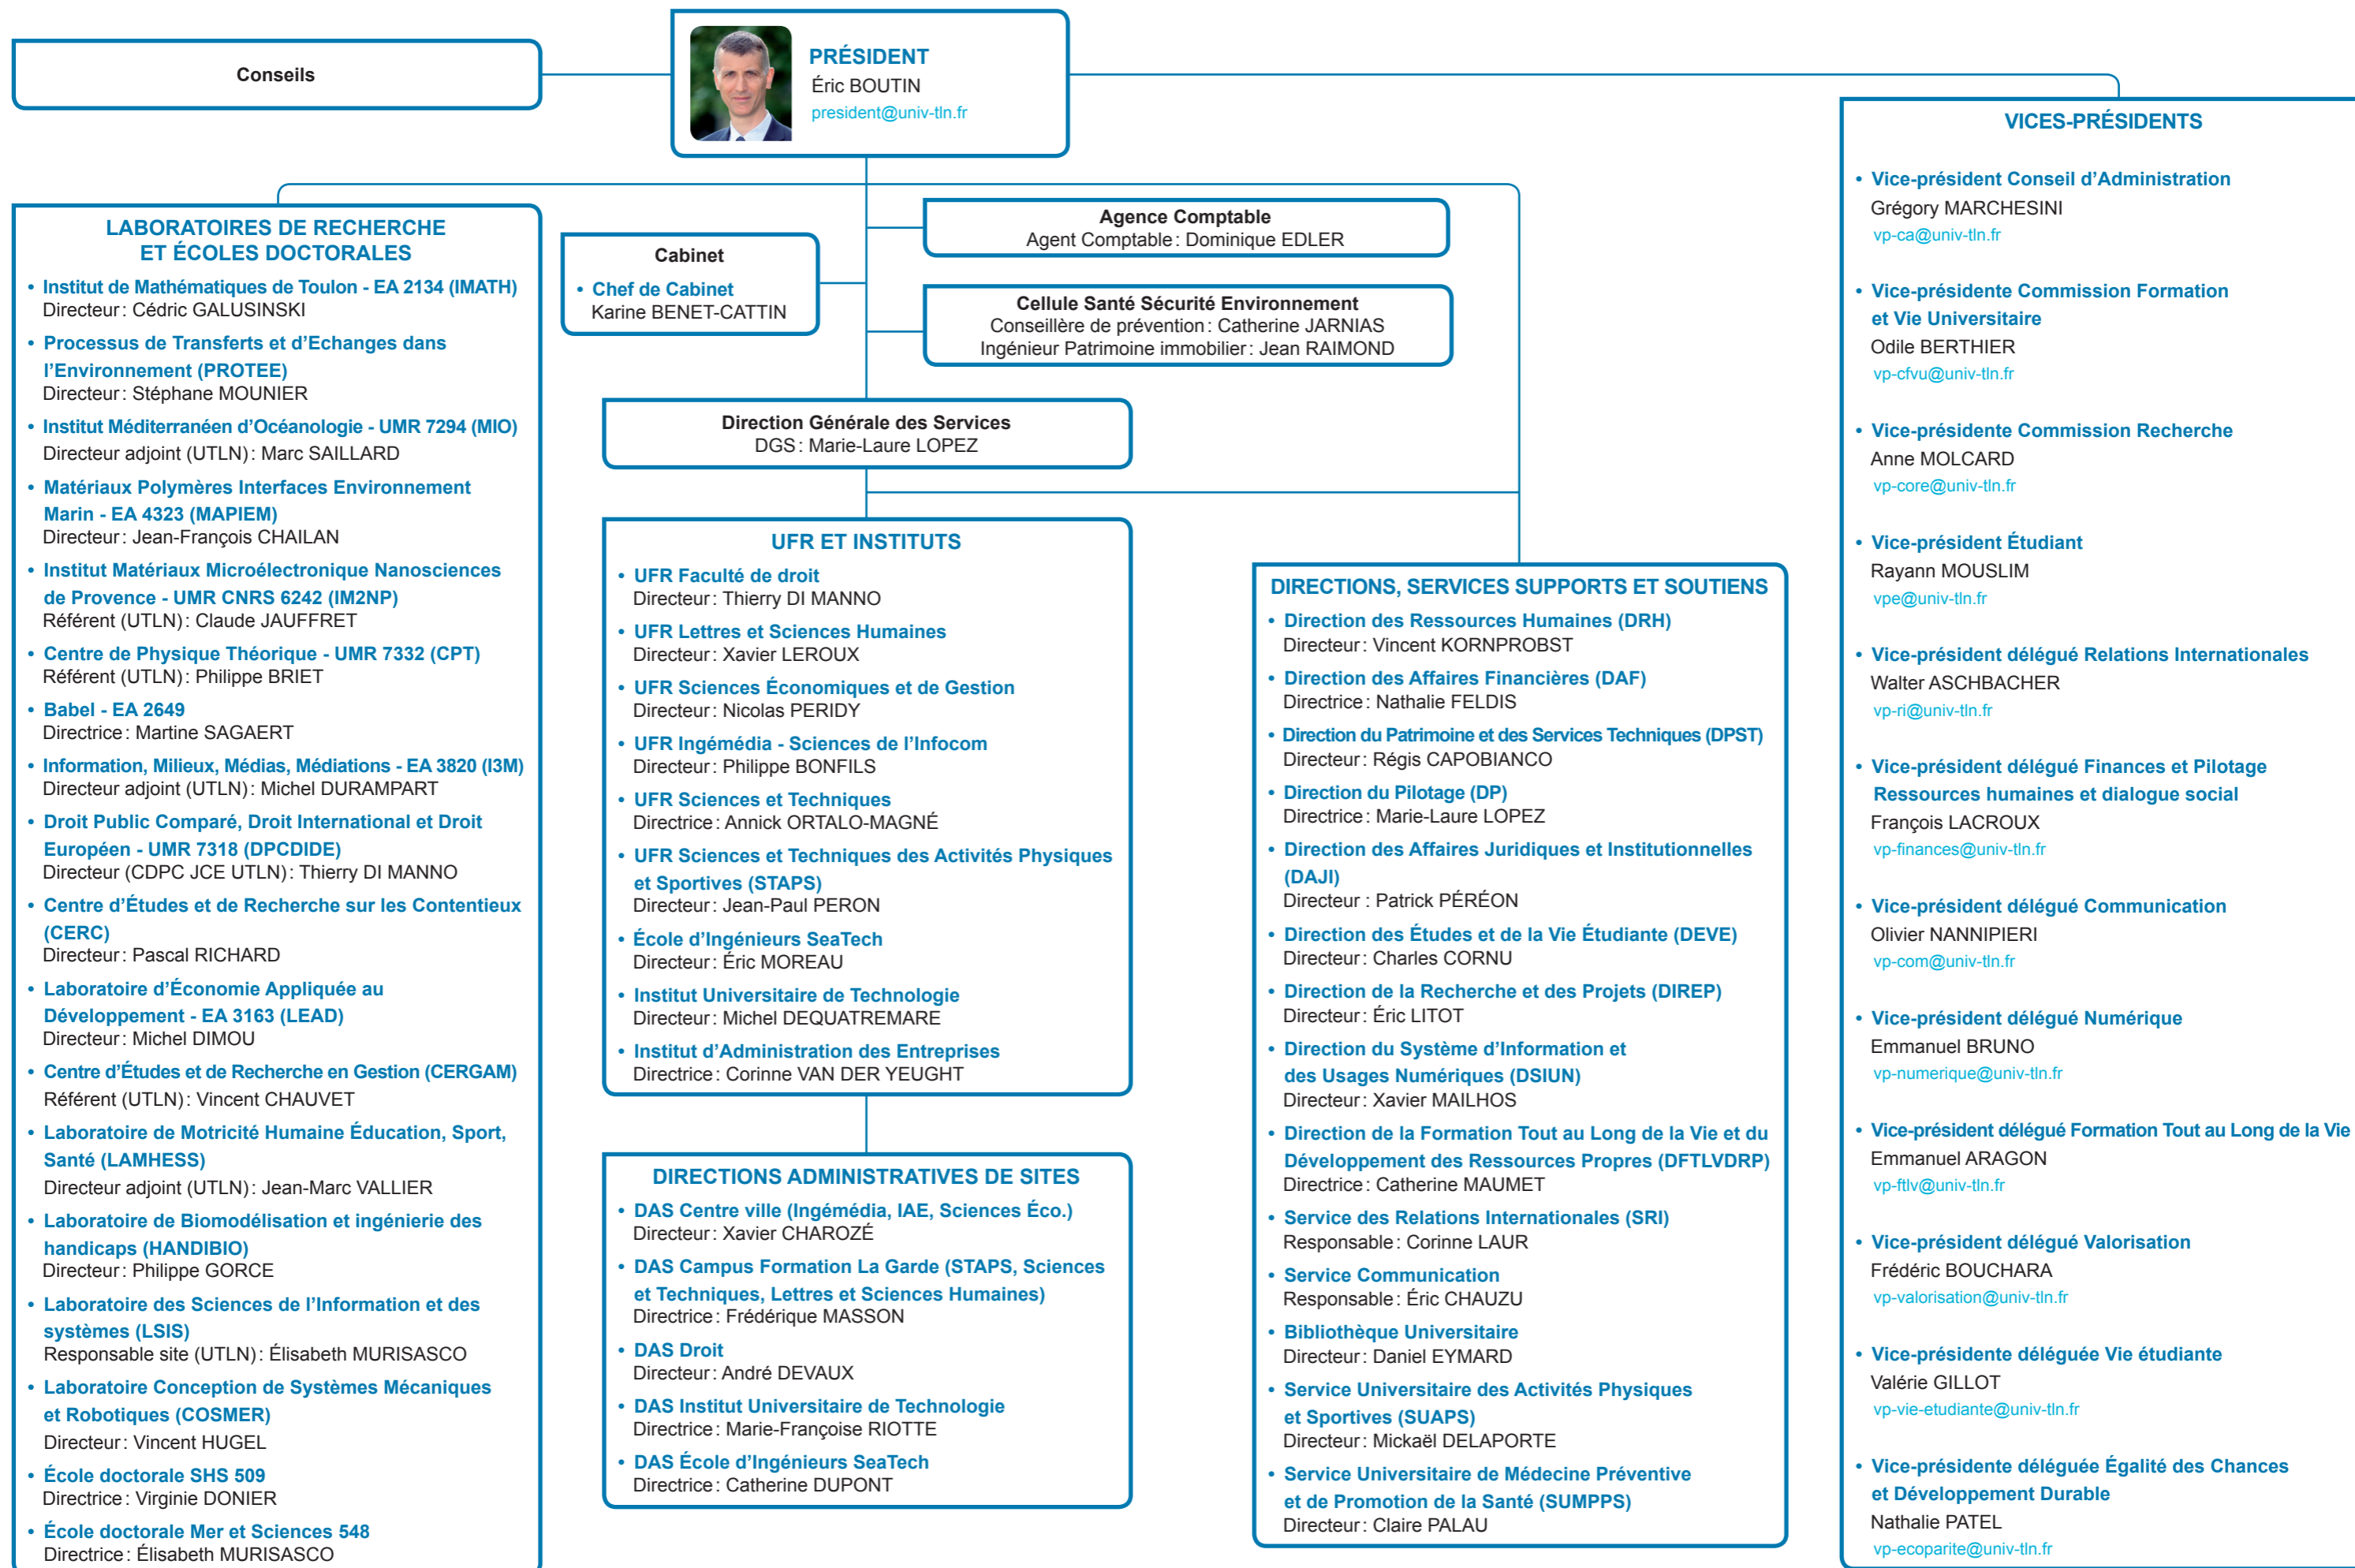 Conseils
PRÉSIDENT
Éric BOUTIN
president@univ-tln.fr
LABORATOIRES DE RECHERCHE
ET ÉCOLES DOCTORALES
• Institut de Mathématiques de Toulon - EA 2134 (IMATH)
Directeur : Cédric GALUSINSKI
• Processus de Transferts et d’Echanges dans
l’Environnement (PROTEE)
Directeur : Stéphane MOUNIER
• Institut Méditerranéen d’Océanologie - UMR 7294 (MIO)
Directeur adjoint (UTLN) : Marc SAILLARD
• Matériaux Polymères Interfaces Environnement
Marin - EA 4323 (MAPIEM)
Directeur : Jean-François CHAILAN
• Institut Matériaux Microélectronique Nanosciences
de Provence - UMR CNRS 6242 (IM2NP)
Référent (UTLN) : Claude JAUFFRET
• Centre de Physique Théorique - UMR 7332 (CPT)
Référent (UTLN) : Philippe BRIET
• Babel - EA 2649
Directrice : Martine SAGAERT
• Information, Milieux, Médias, Médiations - EA 3820 (I3M)
Directeur adjoint (UTLN) : Michel DURAMPART
• Droit Public Comparé, Droit International et Droit
Européen - UMR 7318 (DPCDIDE)
Directeur (CDPC JCE UTLN) : Thierry DI MANNO
• Centre d’Études et de Recherche sur les Contentieux
(CERC)
Directeur : Pascal RICHARD
• Laboratoire d’Économie Appliquée au
Développement - EA 3163 (LEAD)
Directeur : Michel DIMOU
• Centre d’Études et de Recherche en Gestion (CERGAM)
Référent (UTLN) : Vincent CHAUVET
• Laboratoire de Motricité Humaine Éducation, Sport,
Santé (LAMHESS)
Directeur adjoint (UTLN) : Jean-Marc VALLIER
• Laboratoire de Biomodélisation et ingénierie des
handicaps (HANDIBIO)
Directeur : Philippe GORCE
• Laboratoire des Sciences de l’Information et des
systèmes (LSIS)
Responsable site (UTLN) : Élisabeth MURISASCO
• Laboratoire Conception de Systèmes Mécaniques
et Robotiques (COSMER)
Directeur : Vincent HUGEL
• École doctorale SHS 509
Directrice : Virginie DONIER
• École doctorale Mer et Sciences 548
Directrice : Élisabeth MURISASCO
Cabinet
• Chef de Cabinet
Karine BENET-CATTIN
Agence Comptable
Agent Comptable : Dominique EDLER
Cellule Santé Sécurité Environnement
Conseillère de prévention : Catherine JARNIAS
Ingénieur Patrimoine immobilier : Jean RAIMOND
Direction Générale des Services
DGS : Marie-Laure LOPEZ
UFR ET INSTITUTS
• UFR Faculté de droit
Directeur : Thierry DI MANNO
• UFR Lettres et Sciences Humaines
Directeur : Xavier LEROUX
• UFR Sciences Économiques et de Gestion
Directeur : Nicolas PERIDY
• UFR Ingémédia - Sciences de l’Infocom
Directeur : Philippe BONFILS
• UFR Sciences et Techniques
Directrice : Annick ORTALO-MAGNÉ
• UFR Sciences et Techniques des Activités Physiques
et Sportives (STAPS)
Directeur : Jean-Paul PERON
• École d’Ingénieurs SeaTech
Directeur : Éric MOREAU
• Institut Universitaire de Technologie
Directeur : Michel DEQUATREMARE
• Institut d’Administration des Entreprises
Directrice : Corinne VAN DER YEUGHT
DIRECTIONS ADMINISTRATIVES DE SITES
• DAS Centre ville (Ingémédia, IAE, Sciences Éco.)
Directeur : Xavier CHAROZÉ
• DAS Campus Formation La Garde (STAPS, Sciences
et Techniques, Lettres et Sciences Humaines)
Directrice : Frédérique MASSON
• DAS Droit
Directeur : André DEVAUX
• DAS Institut Universitaire de Technologie
Directrice : Marie-Françoise RIOTTE
• DAS École d’Ingénieurs SeaTech
Directrice : Catherine DUPONT
DIRECTIONS, SERVICES SUPPORTS ET SOUTIENS
• Direction des Ressources Humaines (DRH)
Directeur : Vincent KORNPROBST
• Direction des Affaires Financières (DAF)
Directrice : Nathalie FELDIS
• Direction du Patrimoine et des Services Techniques (DPST)
Directeur : Régis CAPOBIANCO
• Direction du Pilotage (DP)
Directrice : Marie-Laure LOPEZ
• Direction des Affaires Juridiques et Institutionnelles
(DAJI)
Directeur : Patrick PÉRÉON
• Direction des Études et de la Vie Étudiante (DEVE)
Directeur : Charles CORNU
• Direction de la Recherche et des Projets (DIREP)
Directeur : Éric LITOT
• Direction du Système d’Information et
des Usages Numériques (DSIUN)
Directeur : Xavier MAILHOS
• Direction de la Formation Tout au Long de la Vie et du
Développement des Ressources Propres (DFTLVDRP)
Directrice : Catherine MAUMET
• Service des Relations Internationales (SRI)
Responsable : Corinne LAUR
• Service Communication
Responsable : Éric CHAUZU
• Bibliothèque Universitaire
Directeur : Daniel EYMARD
• Service Universitaire des Activités Physiques
et Sportives (SUAPS)
Directeur : Mickaël DELAPORTE
• Service Universitaire de Médecine Préventive
et de Promotion de la Santé (SUMPPS)
Directeur : Claire PALAU
VICES-PRÉSIDENTS
• Vice-président Conseil d’Administration
Grégory MARCHESINI
vp-ca@univ-tln.fr
• Vice-présidente Commission Formation
et Vie Universitaire
Odile BERTHIER
vp-cfvu@univ-tln.fr
• Vice-présidente Commission Recherche
Anne MOLCARD
vp-core@univ-tln.fr
• Vice-président Étudiant
Rayann MOUSLIM
vpe@univ-tln.fr
• Vice-président délégué Relations Internationales
Walter ASCHBACHER
vp-ri@univ-tln.fr
• Vice-président délégué Finances et Pilotage
Ressources humaines et dialogue social
François LACROUX
vp-finances@univ-tln.fr
• Vice-président délégué Communication
Olivier NANNIPIERI
vp-com@univ-tln.fr
• Vice-président délégué Numérique
Emmanuel BRUNO
vp-numerique@univ-tln.fr
• Vice-président délégué Formation Tout au Long de la Vie
Emmanuel ARAGON
vp-ftlv@univ-tln.fr
• Vice-président délégué Valorisation
Frédéric BOUCHARA
vp-valorisation@univ-tln.fr
• Vice-présidente déléguée Vie étudiante
Valérie GILLOT
vp-vie-etudiante@univ-tln.fr
• Vice-présidente déléguée Égalité des Chances
et Développement Durable
Nathalie PATEL
vp-ecoparite@univ-tln.fr